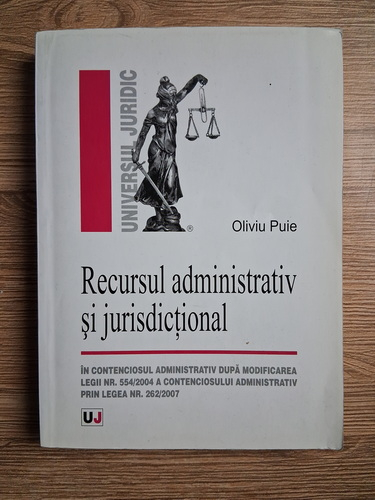 UNIVERSUL JURIDIC
®
Oliviu Puie
Recursul administrativ
și jurisdicțional
ÎN CONTENCIOSUL ADMINISTRATIV DUPĂ MODIFICAREA
LEGII NR. 554/2004 A CONTENCIOSULUI ADMINISTRATIV
PRIN LEGEA NR. 262/2007
UJ